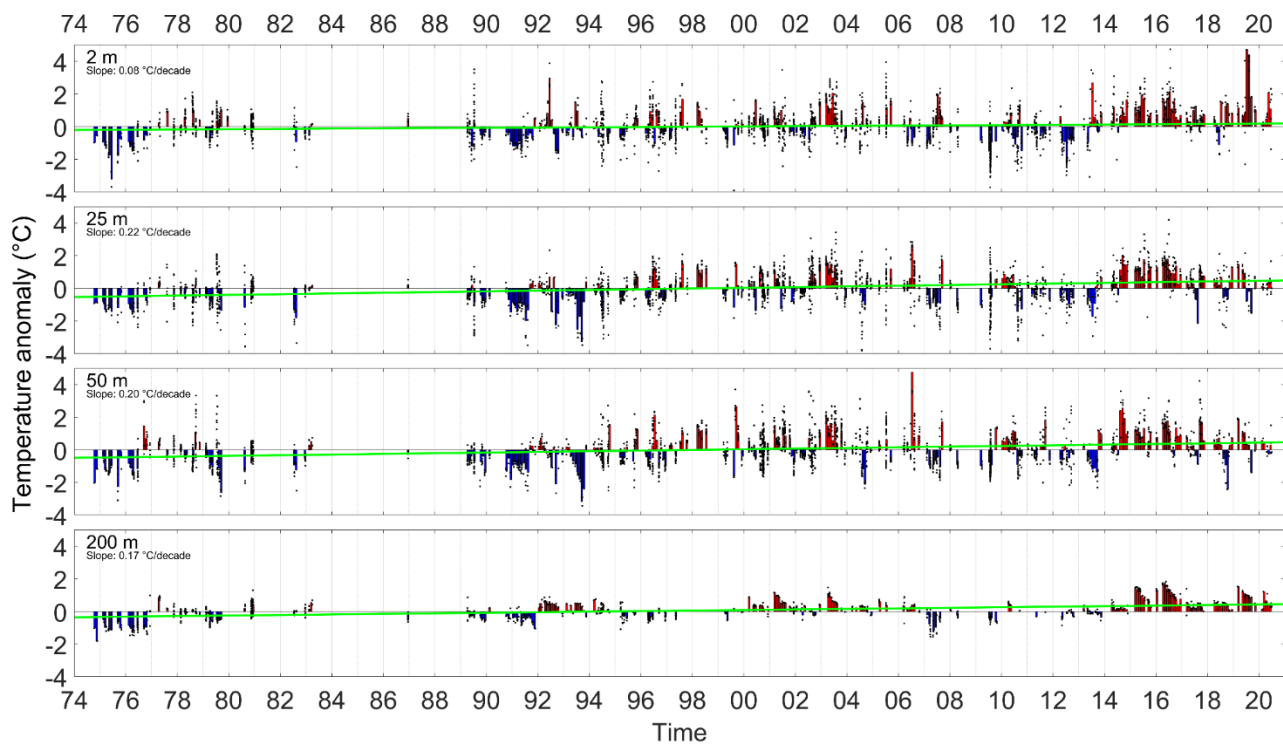 74 76 78 80 82 84 86 88 90 92 94 96 98 00 02 04 06 08 10 12 14 16 18 20
2 m
Slope: 0.08 °C/decade
4
2
0
-2
-4
25 m
Slope: 0.22 °C/decade
4
2
0
-2
-4
50 m
Slope: 0.20 °C/decade
4
2
0
-2
-4
200 m
Slope: 0.17 °C/decade
4
2
0
-2
-4
Temperature anomaly (°C)
74 76 78 80 82 84 86 88 90 92 94 96 98 00 02 04 06 08 10 12 14 16 18 20
Time